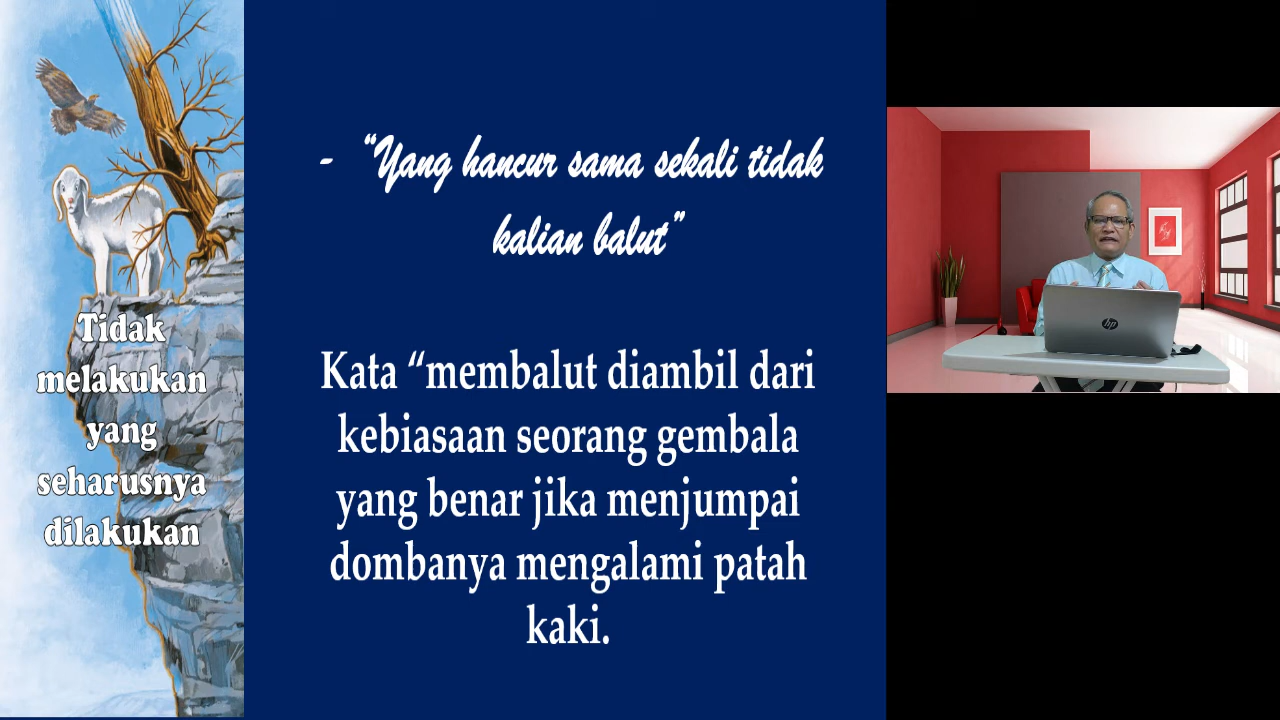 Tidak
melakukan
yang
seharusnya
dilakukan
- “Yang hancur sama sekali tidak
kalian balut”
Kata “membalut diambil dari
kebiasaan seorang gembala
yang benar jika menjumpai
dombanya mengalami patah
kaki.
hp